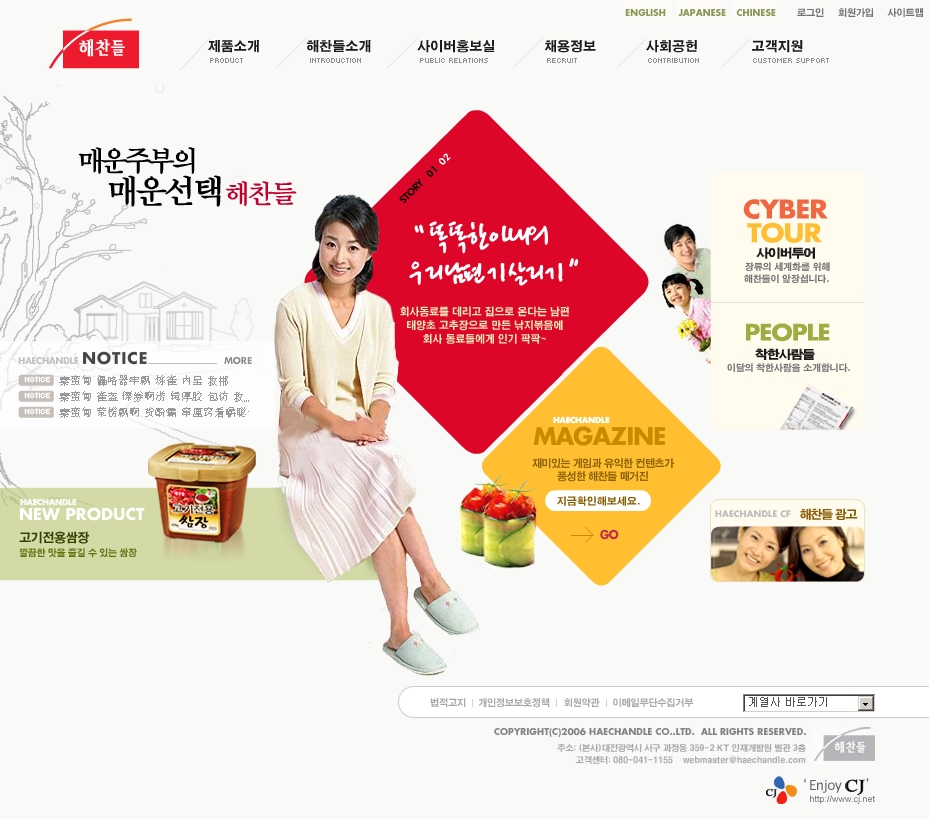 ENGLISH JAPANESE CHINESE 로그인 회원가입 사이트맵
해찬들
제품소개 해찬들소개 사이버홍보실 채용정보 사회공헌 고객지원
PRODUCT INTRODUCTION PUBLIC RELATIONS RECRUIT CONTRIBUTION CUSTOMER SUPPORT
매운주부의
매운선택 해찬들
STORY 01 02
"똑똑한 아내의
우리남편 기살리기"
회사동료를 데리고 집으로 온다는 남편
태양초 고추장으로 만든 낚지볶음에
회사 동료들에게 인기 팍팍~
CYBER
TOUR
사이버투어
장류의 세계화를 위해
해찬들이 앞장섭니다.
PEOPLE
착한사람들
이달의 착한사람을 소개합니다.
HAECHANDLE NOTICE MORE
NOTICE
NOTICE
NOTICE
HAECHANDLE
NEW PRODUCT
고기전용쌈장
깔끔한 맛을 즐길 수 있는 쌈장
고기전용
쌈장
HAECHANDLE
MAGAZINE
재미있는 게임과 유익한 컨텐츠가
풍성한 해찬들 매거진
지금확인해보세요.
GO
HAECHANDLE CF 해찬들 광고
법적고지 | 개인정보보호정책 | 회원약관 | 이메일무단수집거부
계열사 바로가기
COPYRIGHT(C)2006 HAECHANDLE CO.,LTD. ALL RIGHTS RESERVED.
주소: (본사)대전광역시 서구 괴정동 359-2 KT 인재개발원 별관 3층
고객센터: 080-041-1155 webmaster@haechandle.com
해찬들
CJ 'Enjoy CJ'
http://www.cj.net